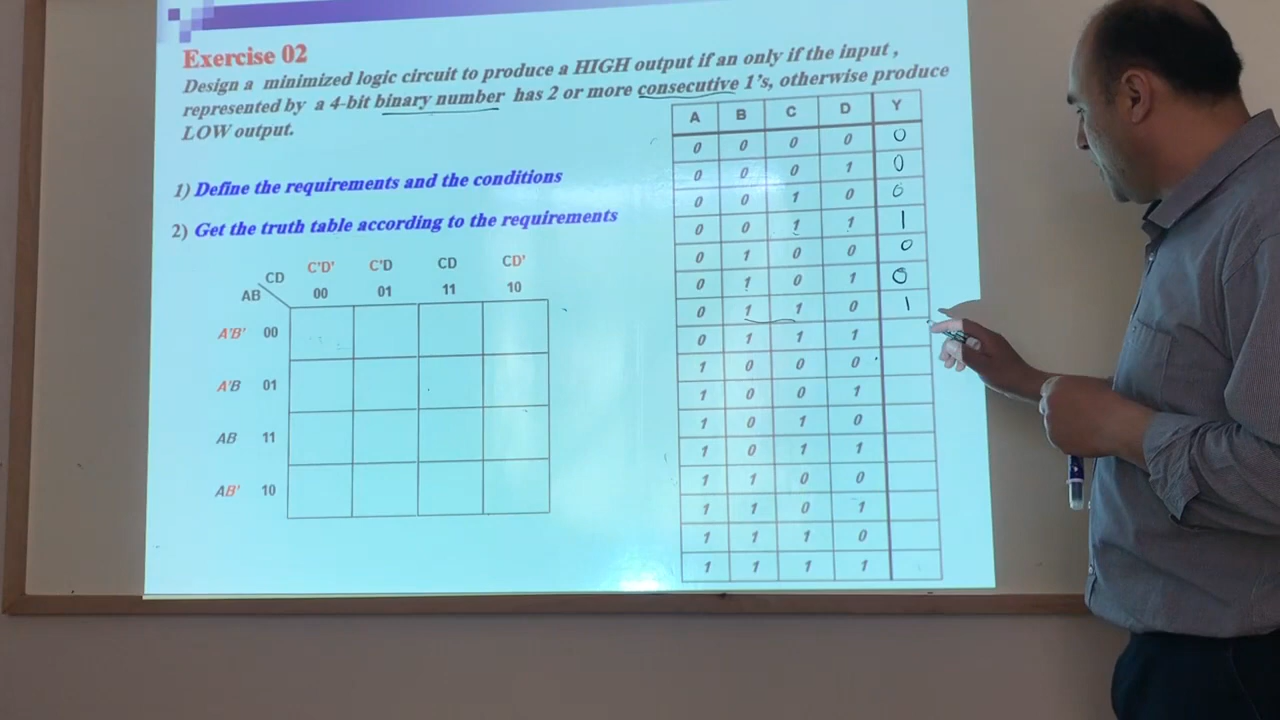 Exercise 02
Design a minimized logic circuit to produce a HIGH output if an only if the input ,
represented by a 4-bit binary number has 2 or more consecutive 1's, otherwise produce
LOW output.
1) Define the requirements and the conditions
2) Get the truth table according to the requirements
CD C'D' C'D CD CD'
AB 00 01 11 10
A'B' 00
A'B 01
AB 11
AB' 10
A B C D Y
0 0 0 0 0
0 0 0 1 0
0 0 1 0 0
0 0 1 1 1
0 1 0 0 0
0 1 0 1 0
0 1 1 0 1
0 1 1 1
1 0 0 0
1 0 0 1
1 0 1 0
1 0 1 1
1 1 0 0
1 1 0 1
1 1 1 0
1 1 1 1